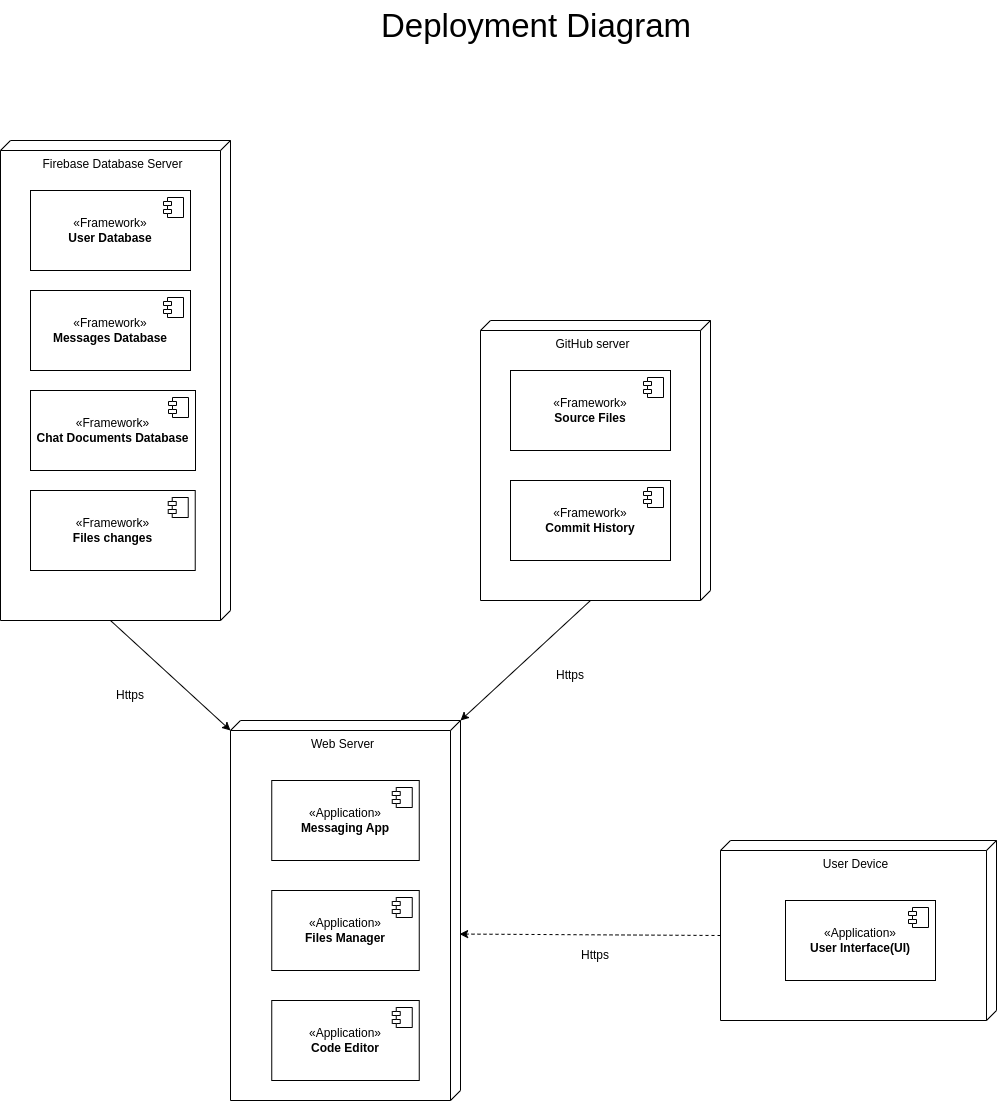 Deployment Diagram
Firebase Database Server
«Framework»
User Database
«Framework»
Messages Database
«Framework»
Chat Documents Database
«Framework»
Files changes
GitHub server
«Framework»
Source Files
«Framework»
Commit History
Https
Https
Web Server
«Application»
Messaging App
«Application»
Files Manager
«Application»
Code Editor
Https
User Device
«Application»
User Interface(UI)